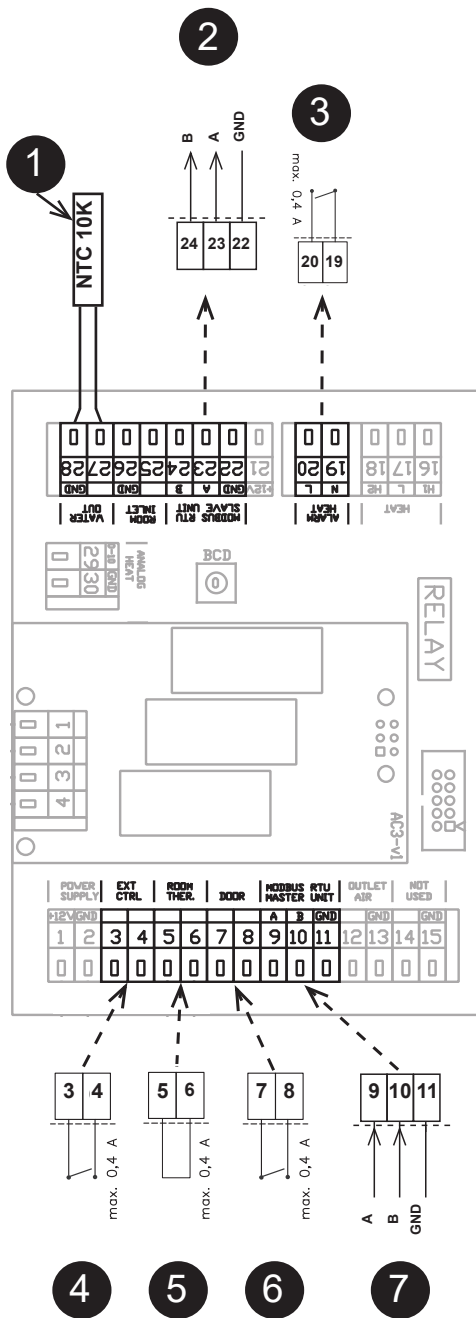 2
3
1
B A GND
max. 0,4 A
NTC 10K
24 23 22
20 19
28 27 26 25 24 23 22 21
20 19 18 17 16
GND GND B A GND +12V
L N H2 L H1
VATER OUT
ROOM INLET
MODBUS RTU SLAVE UNIT
ALARM HEAT
HEAT
29 30
0-10 GND
ANALOG HEAT
BCD
0
RELAY
1
2
3
4
AC3-v1
POWER SUPPLY
EXT CTRL
ROOM THER.
DOOR
MODBUS RTU MASTER UNIT
OUTLET AIR
NOT USED
+12V GND A B GND GND GND
1 2 3 4 5 6 7 8 9 10 11 12 13 14 15
3 4
5 6
7 8
9 10 11
max. 0,4 A
max. 0,4 A
max. 0,4 A
A B GND
4
5
6
7